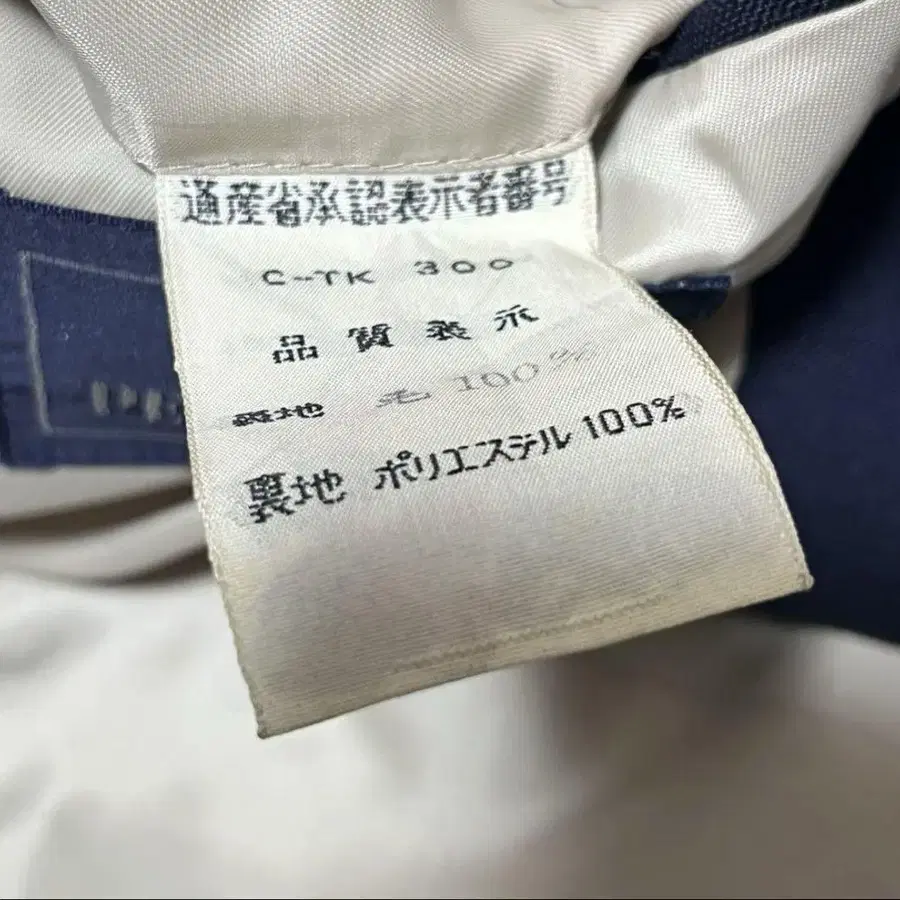 通産省承認表示者番号
C-TK 300
品質表示
表地 毛 100%
裏地 ポリエステル 100%